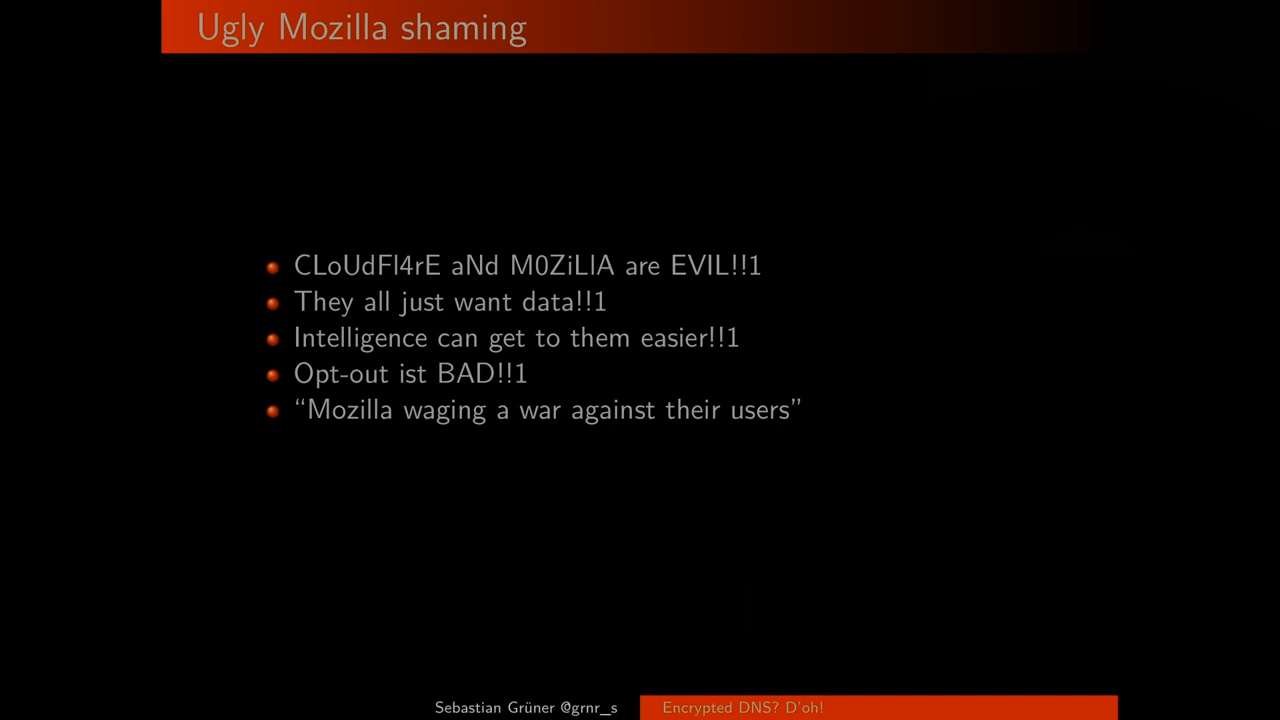 Ugly Mozilla shaming
CLoUdFl4rE aNd M0ZiLlA are EVIL!!1
They all just want data!!1
Intelligence can get to them easier!!1
Opt-out ist BAD!!1
“Mozilla waging a war against their users”
Sebastian Grüner @grnr_s
Encrypted DNS? D'oh!